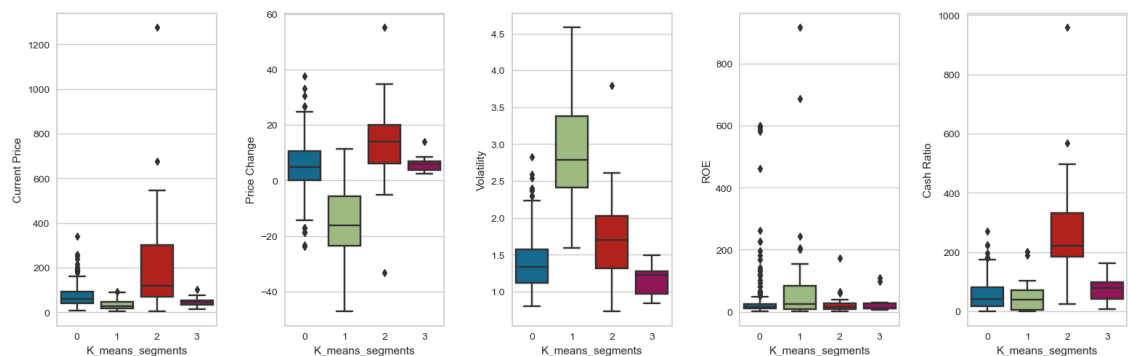 Current Price
1200
1000
800
600
400
200
0
0 1 2 3
K_means_segments
Price Change
60
40
20
0
−20
−40
0 1 2 3
K_means_segments
Volatility
4.5
4.0
3.5
3.0
2.5
2.0
1.5
1.0
0 1 2 3
K_means_segments
ROE
800
600
400
200
0
0 1 2 3
K_means_segments
Cash Ratio
1000
800
600
400
200
0
0 1 2 3
K_means_segments